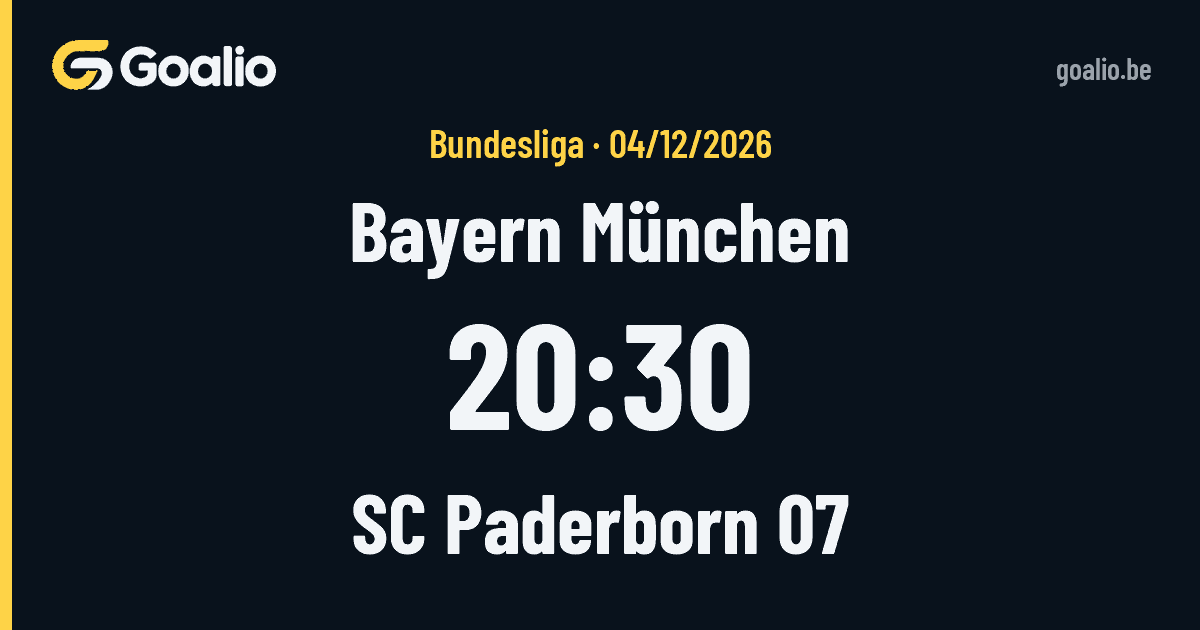 Goalio
goalio.be
Bundesliga · 04/12/2026
Bayern München
20:30
SC Paderborn 07